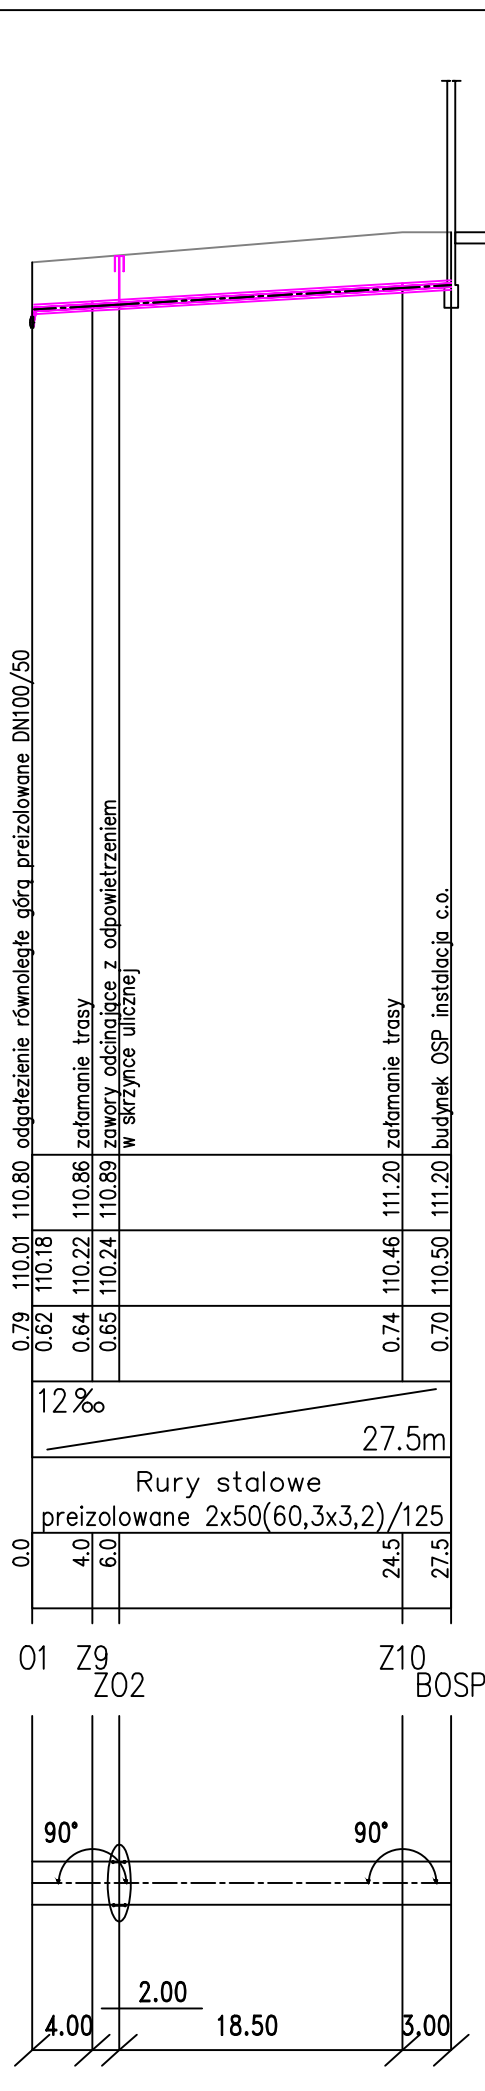 odgałezienie równoległe górą preizolowane DN100/50
załamanie trasy
zawory odcinające z odpowietrzeniem
w skrzynce ulicznej
załamanie trasy
budynek OSP instalacja c.o.
110.80 110.86 110.89 111.20 111.20
110.01 110.18 110.22 110.24 110.46 110.50
0.79 0.62 0.64 0.65 0.74 0.70
12‰
27.5m
Rury stalowe
preizolowane 2x50(60,3x3,2)/125
0.0 4.0 6.0 24.5 27.5
O1 Z9 Z10
ZO2 BOSP
90° 90°
2.00
4.00 18.50 3,00